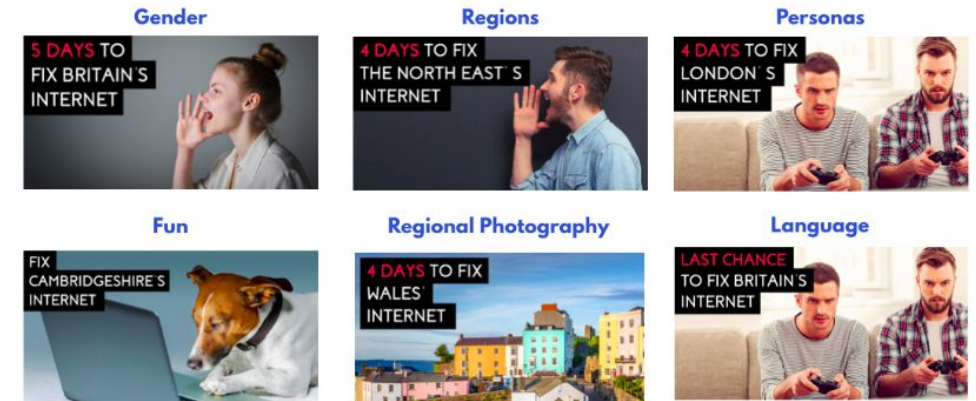 Gender
5 DAYS TO
FIX BRITAIN'S
INTERNET
Regions
4 DAYS TO FIX
THE NORTH EAST' S
INTERNET
Personas
4 DAYS TO FIX
LONDON' S
INTERNET
Fun
FIX
CAMBRIDGESHIRE'S
INTERNET
Regional Photography
4 DAYS TO FIX
WALES'
INTERNET
Language
LAST CHANCE
TO FIX BRITAIN'S
INTERNET